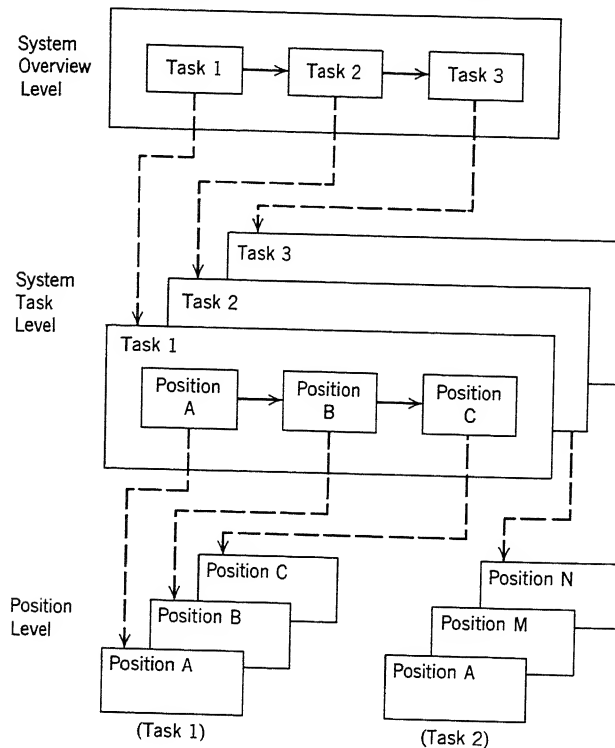 System
Overview
Level
Task 1
Task 2
Task 3
System
Task
Level
Task 3
Task 2
Task 1
Position
A
Position
B
Position
C
Position
Level
Position C
Position B
Position A
(Task 1)
Position N
Position M
Position A
(Task 2)